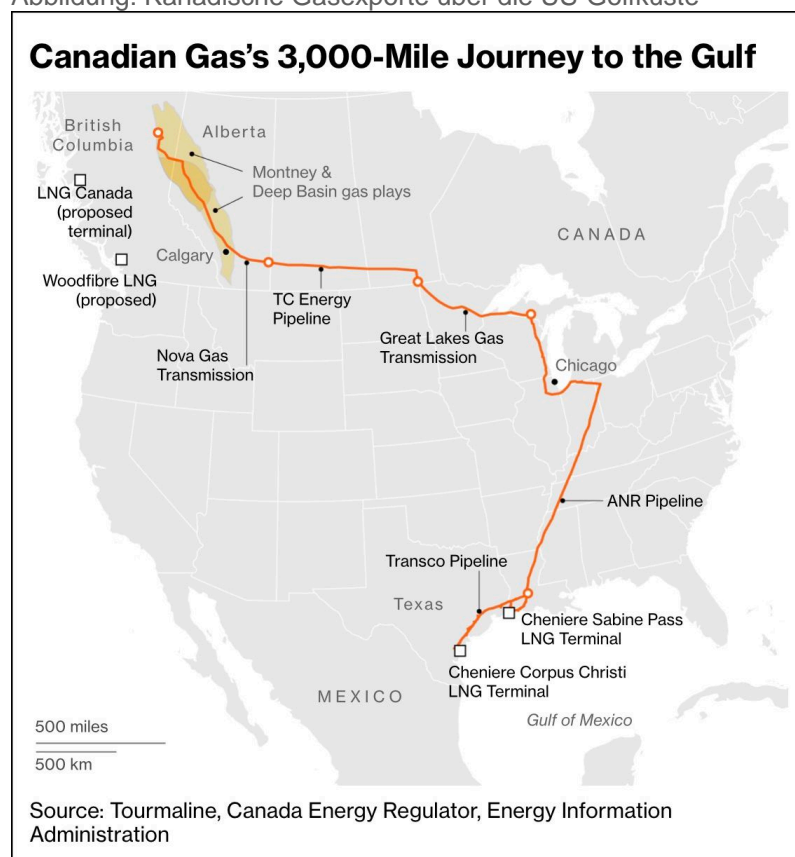 Abbildung: Kanadische Gasexporte über die US-Golfküste
Canadian Gas's 3,000-Mile Journey to the Gulf
British
Columbia
Alberta
Montney &
Deep Basin gas plays
LNG Canada
(proposed
terminal)
CANADA
Calgary
Woodfibre LNG
(proposed)
TC Energy
Pipeline
Great Lakes Gas
Transmission
Nova Gas
Transmission
Chicago
ANR Pipeline
Transco Pipeline
Texas
Cheniere Sabine Pass
LNG Terminal
Cheniere Corpus Christi
LNG Terminal
MEXICO
Gulf of Mexico
500 miles
500 km
Source: Tourmaline, Canada Energy Regulator, Energy Information
Administration